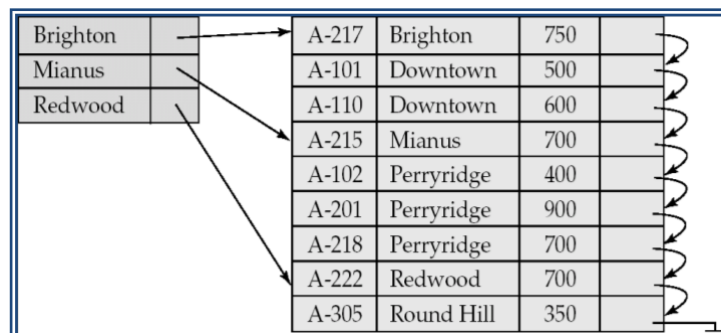 Brighton
Mianus
Redwood
A-217 Brighton 750
A-101 Downtown 500
A-110 Downtown 600
A-215 Mianus 700
A-102 Perryridge 400
A-201 Perryridge 900
A-218 Perryridge 700
A-222 Redwood 700
A-305 Round Hill 350